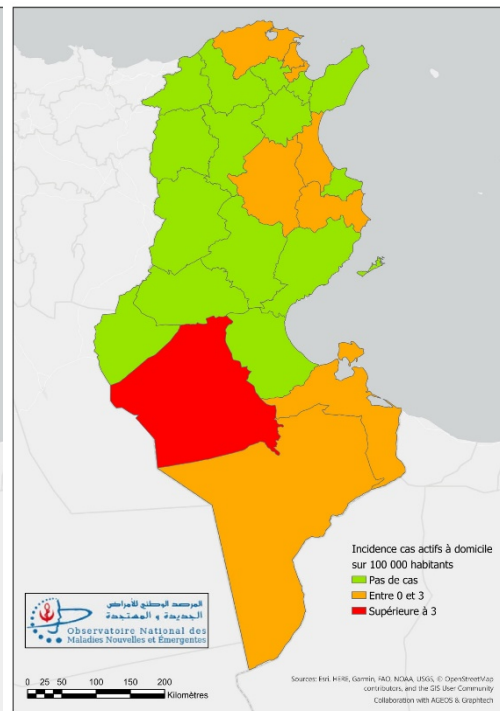 Incidence cas actifs à domicile
sur 100 000 habitants
Pas de cas
Entre 0 et 3
Supérieure à 3
المرصد الوطني للأمراض
الجديدة و المستجدة
Observatoire National des
Maladies Nouvelles et Émergentes
0 25 50 100 150 200
Kilomètres
Sources: Esri, HERE, Garmin, FAO, NOAA, USGS, © OpenStreetMap
contributors, and the GIS User Community
Collaboration with AGEOS & Graphtech